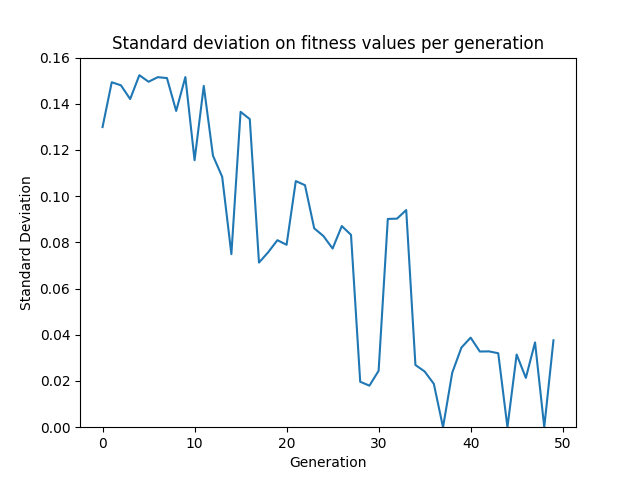 Standard deviation on fitness values per generation
0.16
0.14
0.12
0.10
0.08
0.06
0.04
0.02
0.00
Standard Deviation
0 10 20 30 40 50
Generation